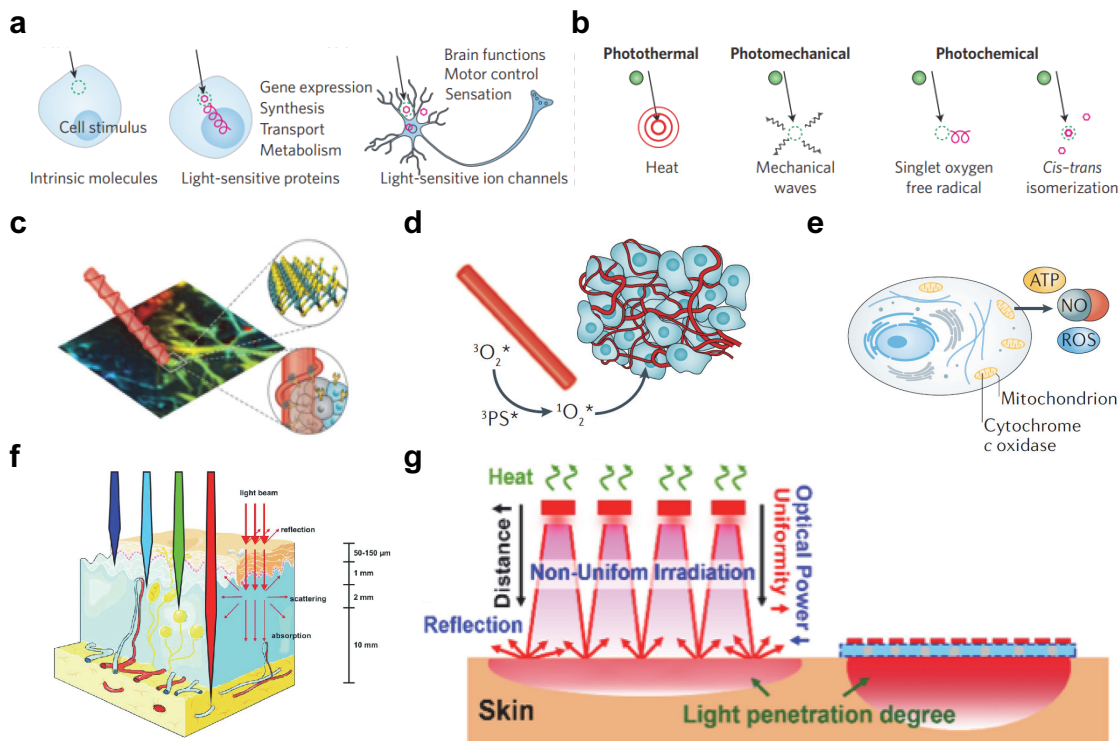 a
Cell stimulus
Intrinsic molecules
Gene expression
Synthesis
Transport
Metabolism
Light-sensitive proteins
Brain functions
Motor control
Sensation
Light-sensitive ion channels
b
Photothermal
Heat
Photomechanical
Mechanical
waves
Photochemical
Singlet oxygen
free radical
Cis–trans
isomerization
c
d
³O₂*
³PS*
¹O₂*
e
ATP
NO
ROS
Mitochondrion
Cytochrome
c oxidase
f
light beam
reflection
scattering
absorption
50-150 µm
1 mm
2 mm
10 mm
g
Heat
Distance
Non-Unifom Irradiation
Uniformity
Optical Power
Reflection
Skin
Light penetration degree